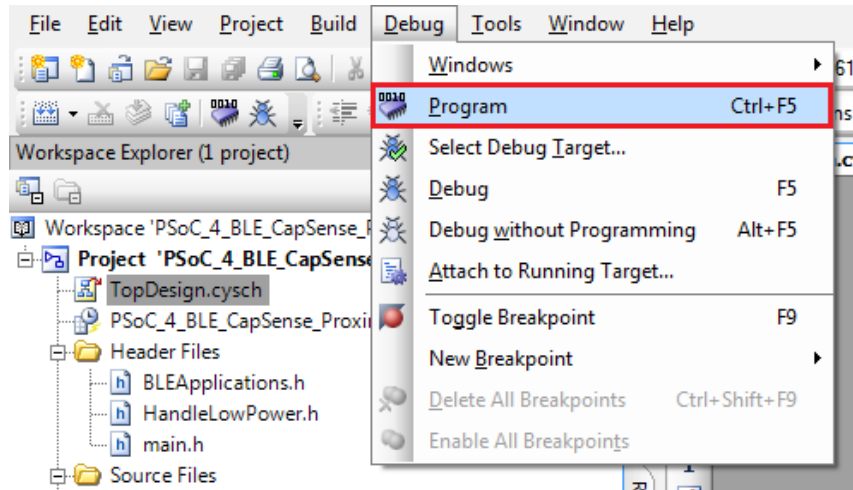 File Edit View Project Build Debug Tools Window Help
Windows
61
Program Ctrl+F5
ns
Workspace Explorer (1 project)
Select Debug Target...
.c
Debug F5
Workspace 'PSoC_4_BLE_CapSense_
Debug without Programming Alt+F5
Project 'PSoC_4_BLE_CapSense
Attach to Running Target...
TopDesign.cysch
PSoC_4_BLE_CapSense_Proxi
Toggle Breakpoint F9
Header Files
New Breakpoint
BLEApplications.h
Delete All Breakpoints Ctrl+Shift+F9
HandleLowPower.h
main.h
Enable All Breakpoints
Source Files